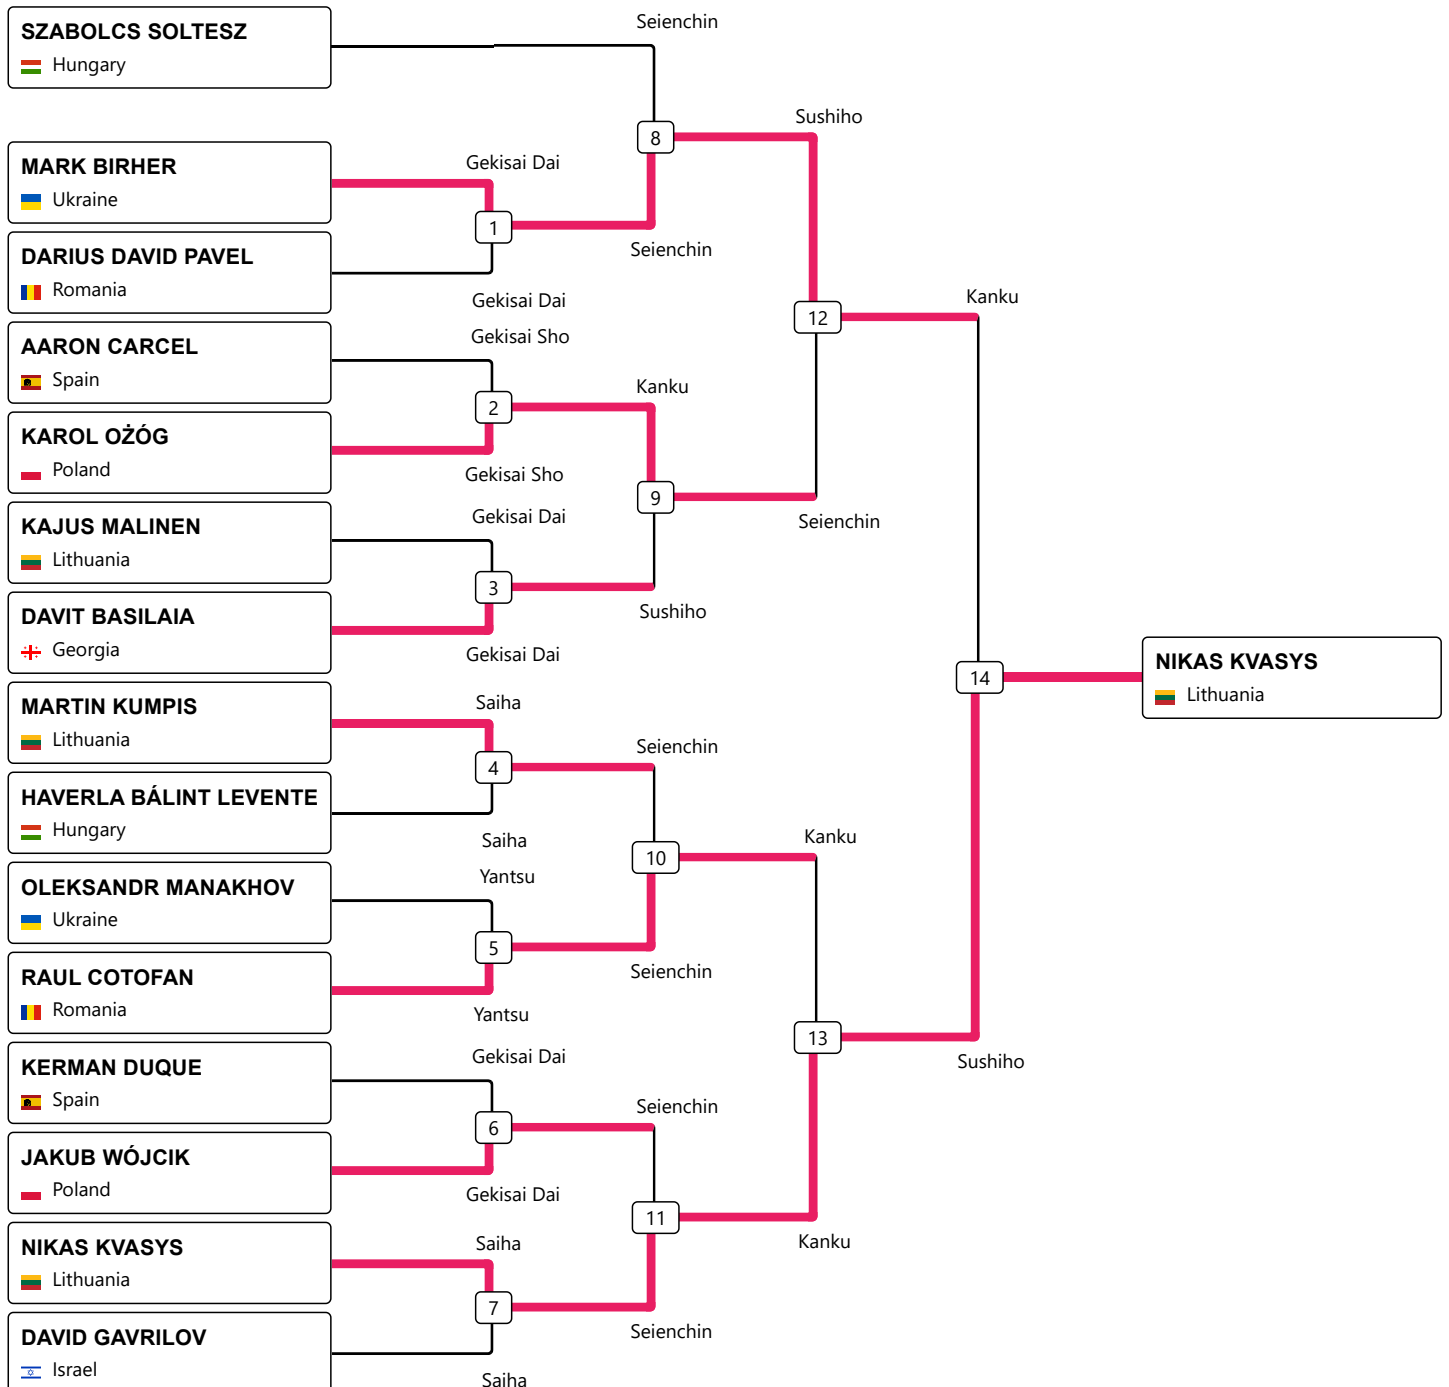 SZABOLCS SOLTESZ
Hungary
Seienchin
8
Sushiho
MARK BIRHER
Ukraine
Gekisai Dai
1
Seienchin
DARIUS DAVID PAVEL
Romania
Gekisai Dai
12
Kanku
AARON CARCEL
Spain
Gekisai Sho
2
Kanku
KAROL OŻÓG
Poland
Gekisai Sho
9
Seienchin
KAJUS MALINEN
Lithuania
Gekisai Dai
3
Sushiho
DAVIT BASILAIA
Georgia
Gekisai Dai
14
NIKAS KVASYS
Lithuania
MARTIN KUMPIS
Lithuania
Saiha
4
Seienchin
HAVERLA BÁLINT LEVENTE
Hungary
Saiha
10
Kanku
OLEKSANDR MANAKHOV
Ukraine
Yantsu
5
Seienchin
RAUL COTOFAN
Romania
Yantsu
13
Sushiho
KERMAN DUQUE
Spain
Gekisai Dai
6
Seienchin
JAKUB WÓJCIK
Poland
Gekisai Dai
11
Kanku
NIKAS KVASYS
Lithuania
Saiha
7
Seienchin
DAVID GAVRILOV
Israel
Saiha